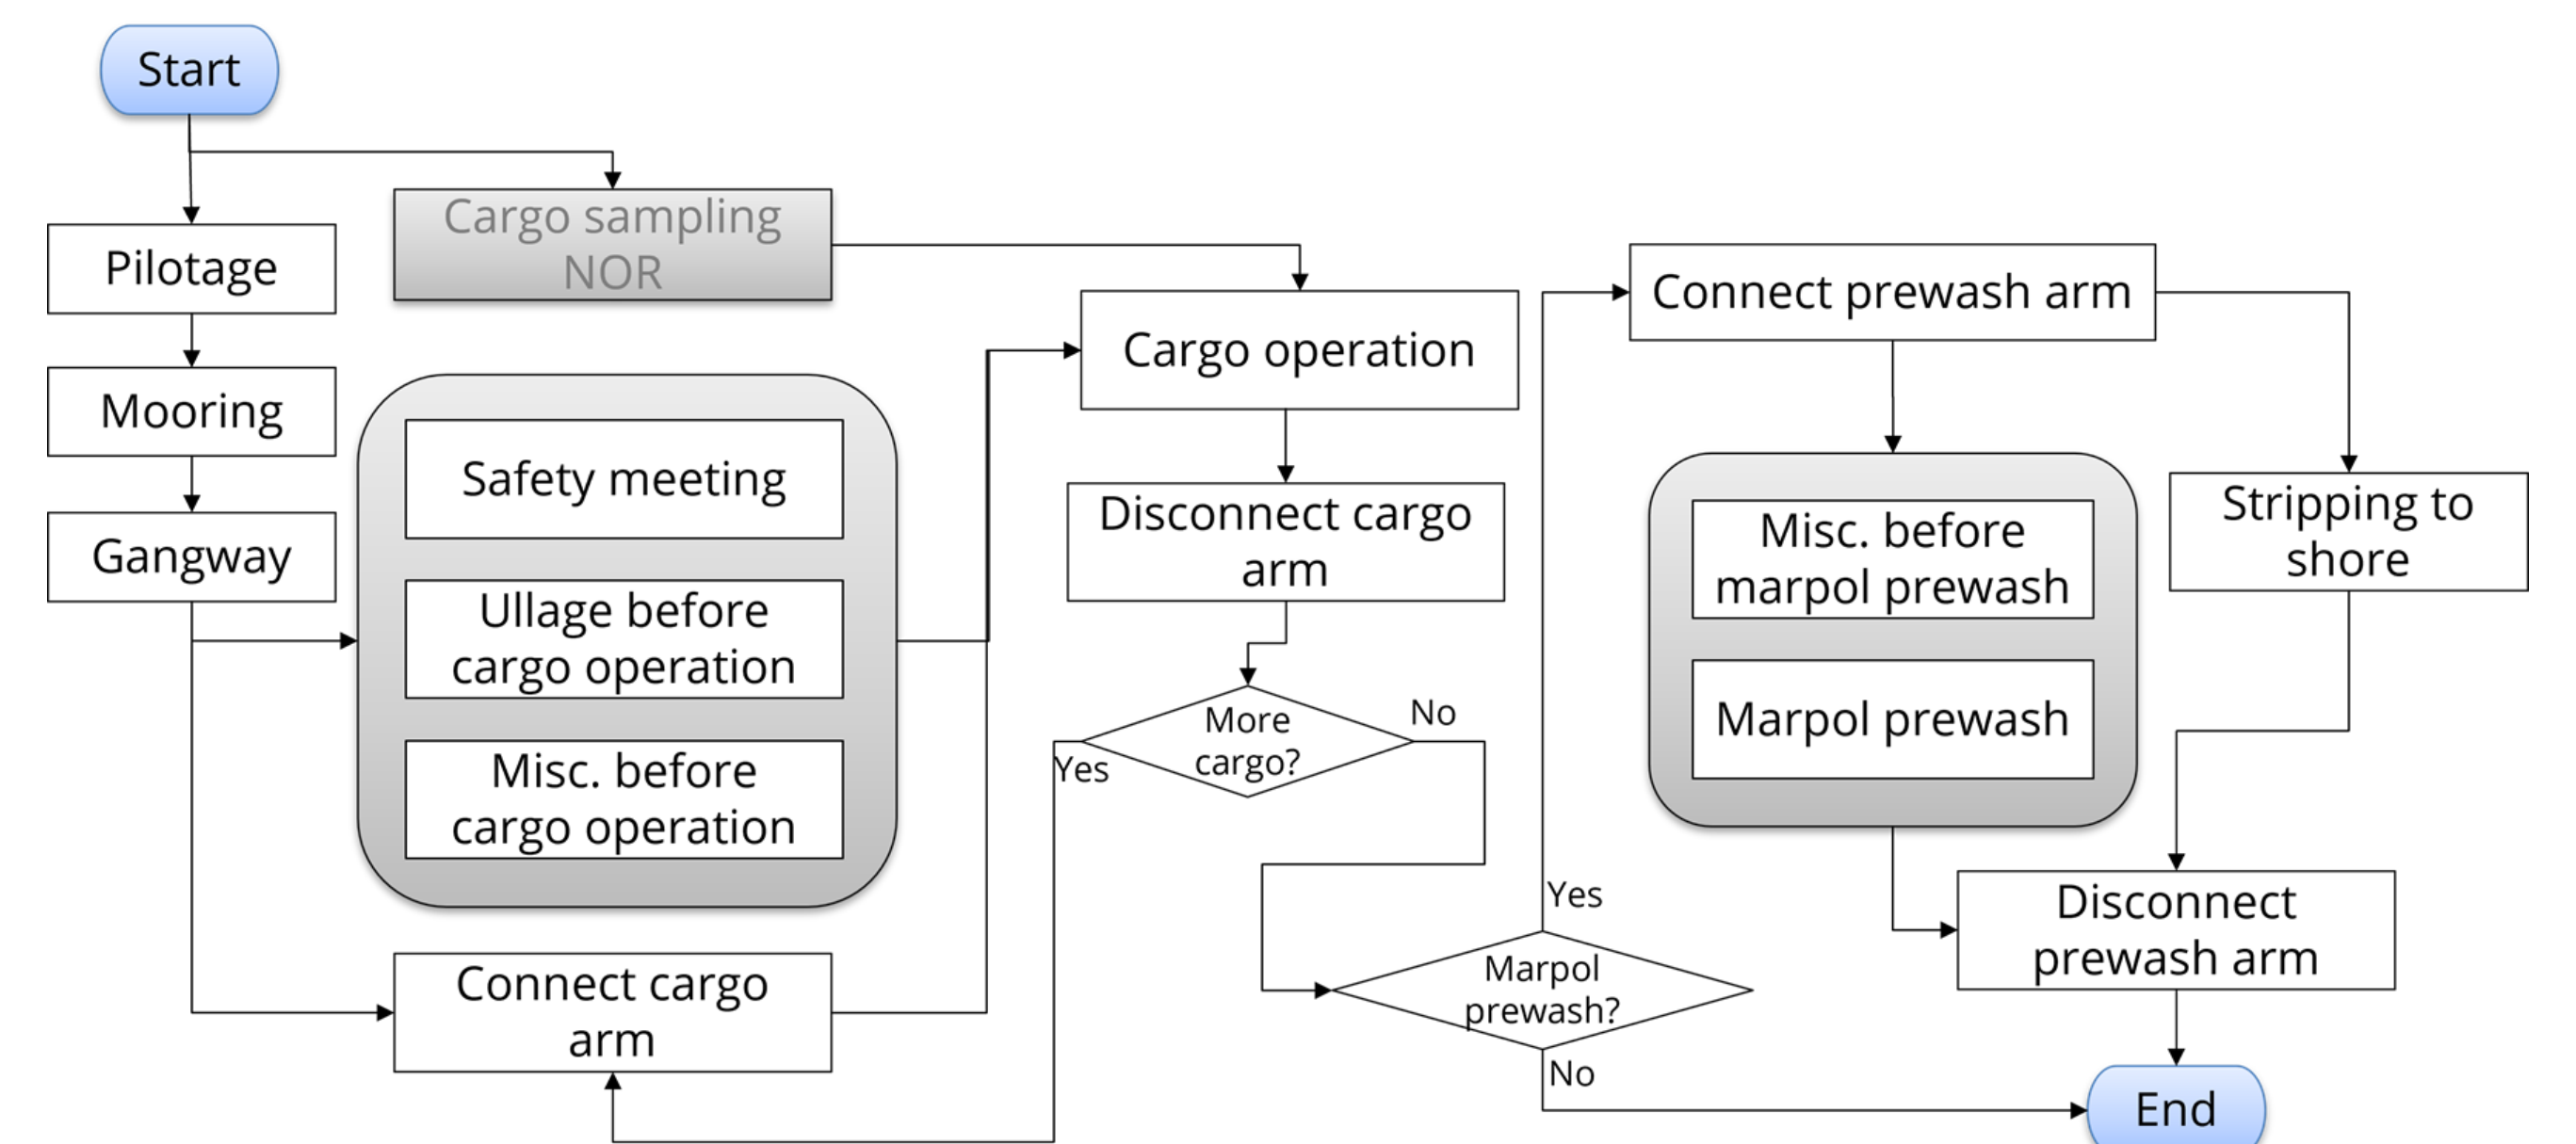 Start
Cargo sampling
NOR
Pilotage
Mooring
Gangway
Safety meeting
Ullage before
cargo operation
Misc. before
cargo operation
Connect cargo
arm
Cargo operation
Disconnect cargo
arm
More
cargo?
Yes
No
Marpol
prewash?
Yes
No
Connect prewash arm
Misc. before
marpol prewash
Marpol prewash
Stripping to
shore
Disconnect
prewash arm
End